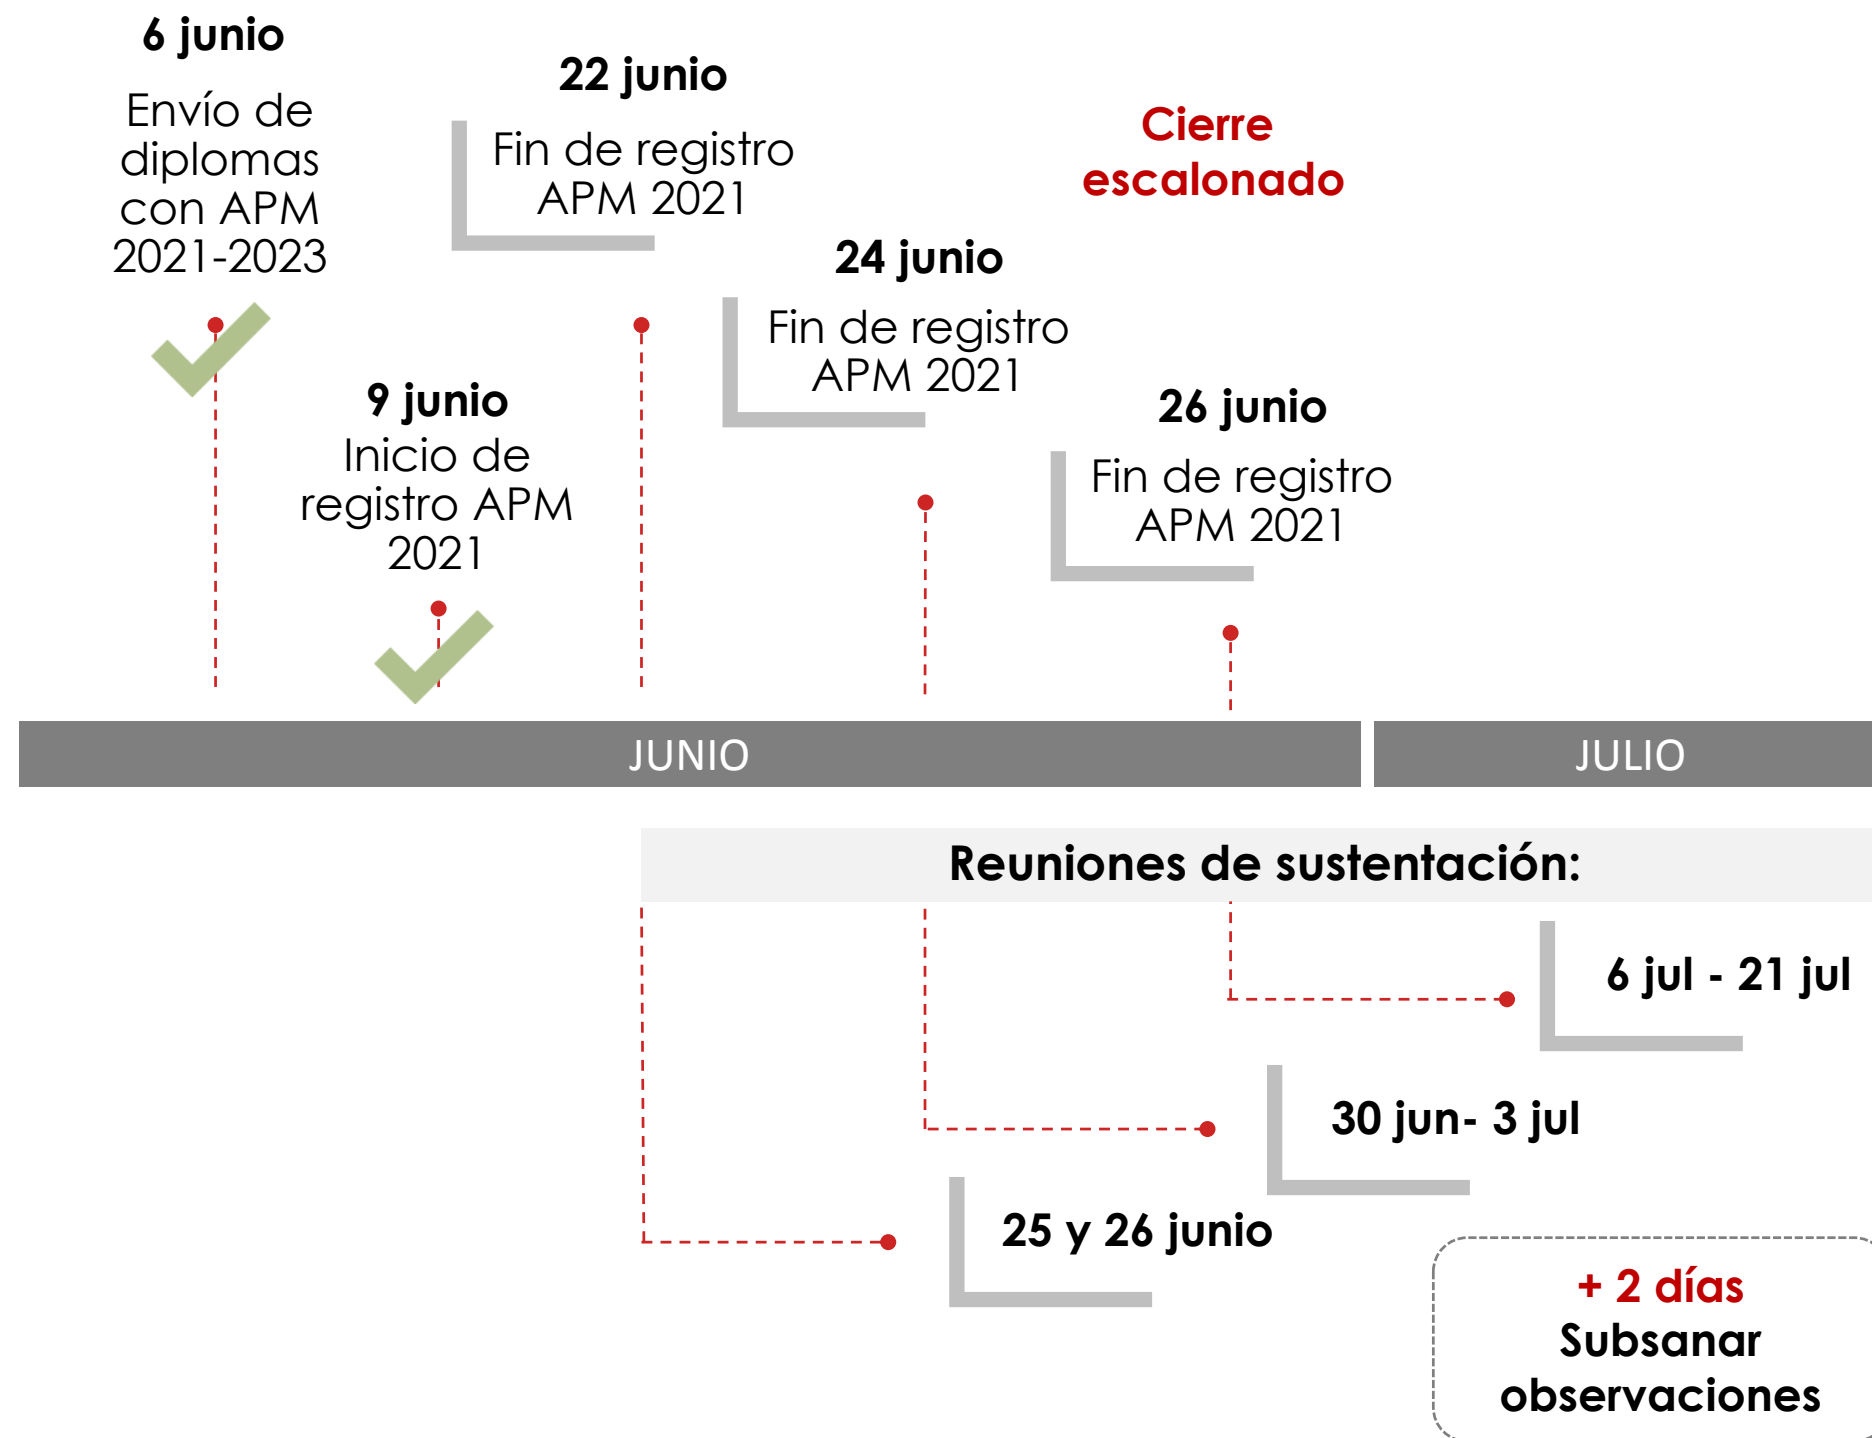 6 junio
Envío de
diplomas
con APM
2021-2023
9 junio
Inicio de
registro APM
2021
22 junio
Fin de registro
APM 2021
24 junio
Fin de registro
APM 2021
26 junio
Fin de registro
APM 2021
Cierre
escalonado
JUNIO
JULIO
Reuniones de sustentación:
6 jul - 21 jul
30 jun- 3 jul
25 y 26 junio
+ 2 días
Subsanar
observaciones